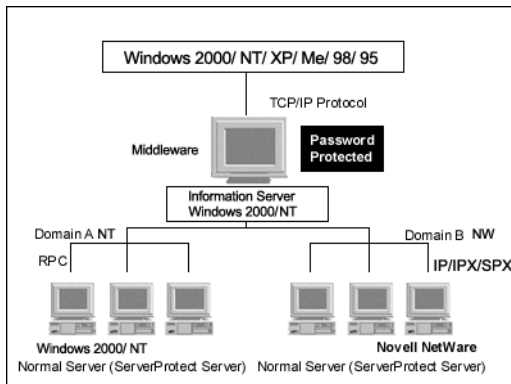 Windows 2000/ NT/ XP/ Me/ 98/ 95
TCP/IP Protocol
Middleware
Password
Protected
Information Server
Windows 2000/NT
Domain A NT
Domain B NW
RPC
IP/IPX/SPX
Windows 2000/ NT
Novell NetWare
Normal Server (ServerProtect Server)
Normal Server (ServerProtect Server)